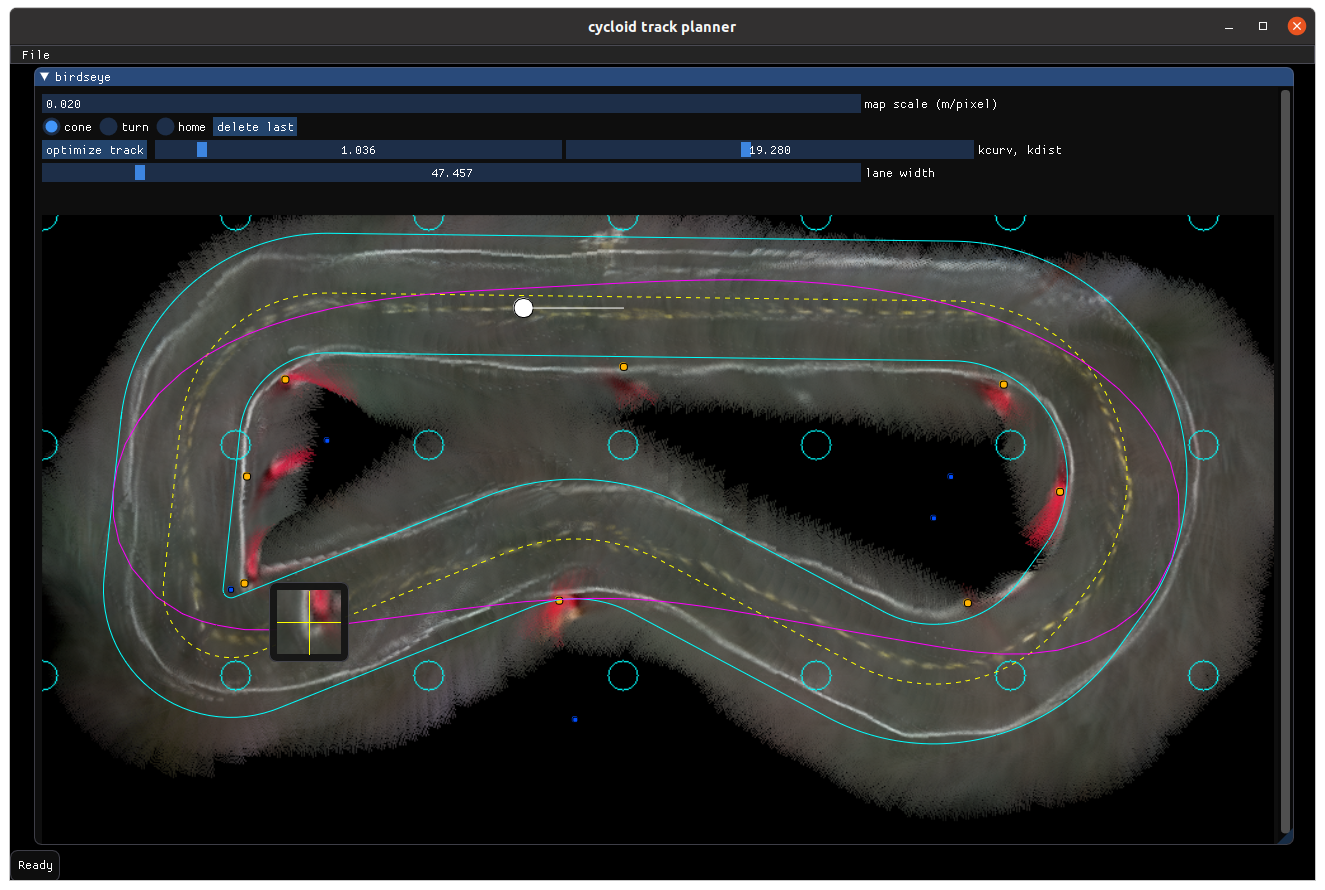 cycloid track planner
File
birdseye
0.020 map scale (m/pixel)
cone turn home delete last
optimize track 1.036 19.280 kcurv, kdist
47.457 lane width
Ready